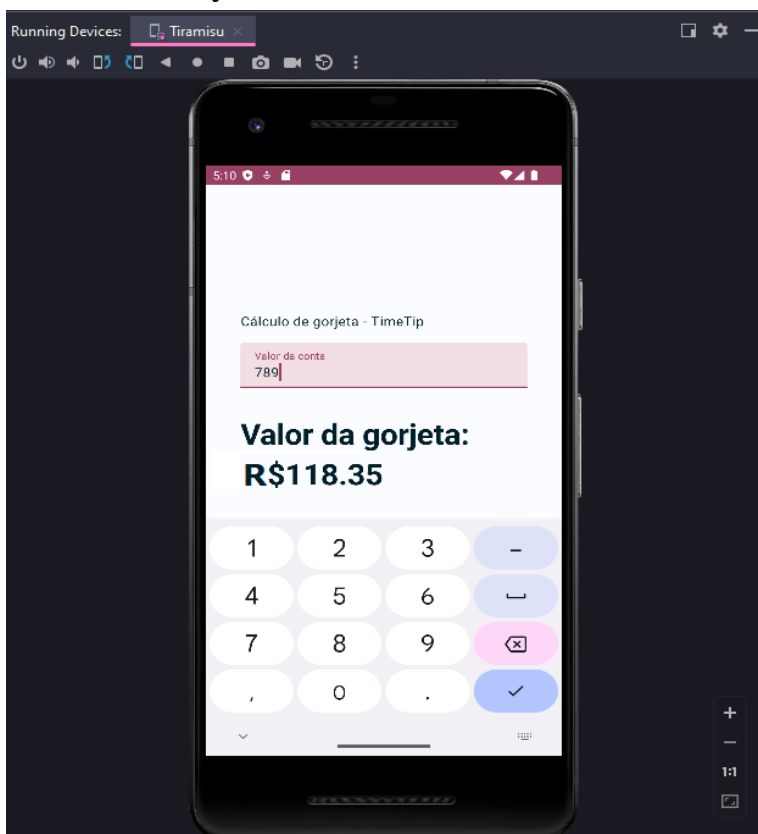 Running Devices: Tiramisu
5:10
Cálculo de gorjeta - TimeTip
Valor da conta
789
Valor da gorjeta:
R$118.35
1 2 3 –
4 5 6
7 8 9
, 0 .
1:1